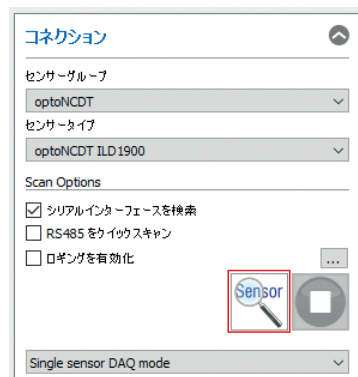 コネクション
センサーグループ
optoNCDT
センサータイプ
optoNCDT ILD1900
Scan Options
シリアルインターフェースを検索
RS485 をクイックスキャン
ロギングを有効化
...
Sensor
Single sensor DAQ mode